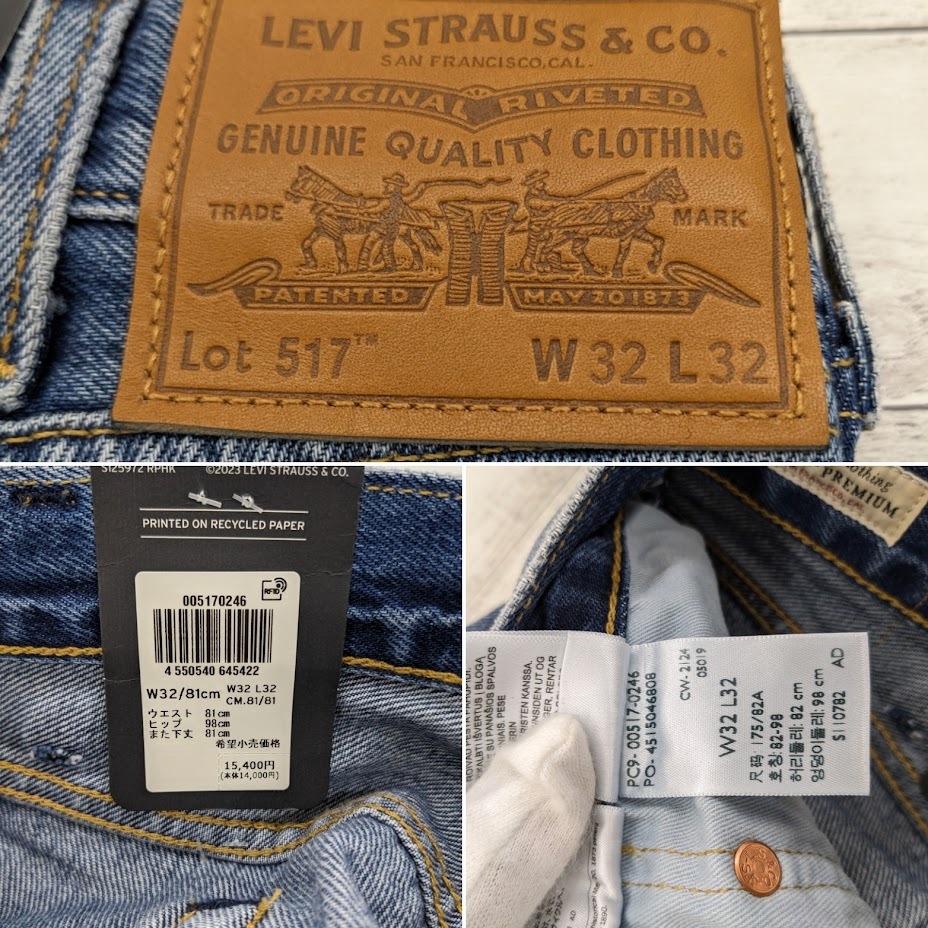 LEVI STRAUSS & CO.
SAN FRANCISCO, CAL.
ORIGINAL RIVETED
GENUINE QUALITY CLOTHING
TRADE MARK
PATENTED MAY 20 1873
Lot 517™ W 32 L 32
S125972 RPHK ©2023 LEVI STRAUSS & CO.
PRINTED ON RECYCLED PAPER
RFID
005170246
4 550540 645422
W32/81cm W32 L32
CM.81/81
ウエスト 81cm
ヒップ 98cm
また下丈 81cm
希望小売価格
15,400円
(本体14,000円)
Clothing
PREMIUM
PC9- 00517-0246
PO- 4515046808
CW-2124
05019
W32 L32
尺码 175/82A
호칭: 82-98
허리둘레: 82 cm
엉덩이둘레: 98 cm
S110782
AD